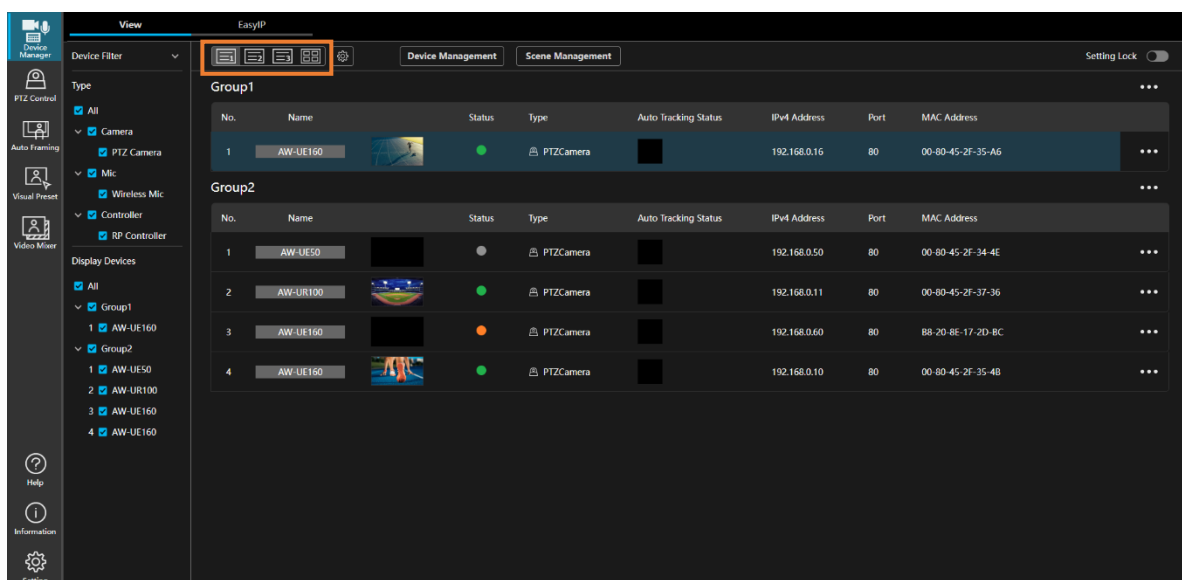 View
EasyIP
Device Manager
PTZ Control
Auto Framing
Visual Preset
Video Mixer
Help
Information
Setting
Device Filter
Type
All
Camera
PTZ Camera
Mic
Wireless Mic
Controller
RP Controller
Display Devices
All
Group1
1 AW-UE160
Group2
1 AW-UE50
2 AW-UR100
3 AW-UE160
4 AW-UE160
1 2 3
Device Management
Scene Management
Setting Lock
Group1
No. Name Status Type Auto Tracking Status IPv4 Address Port MAC Address
1 AW-UE160 PTZCamera 192.168.0.16 80 00-80-45-2F-35-A6
Group2
No. Name Status Type Auto Tracking Status IPv4 Address Port MAC Address
1 AW-UE50 PTZCamera 192.168.0.50 80 00-80-45-2F-34-4E
2 AW-UR100 PTZCamera 192.168.0.11 80 00-80-45-2F-37-36
3 AW-UE160 PTZCamera 192.168.0.60 80 B8-20-8E-17-2D-BC
4 AW-UE160 PTZCamera 192.168.0.10 80 00-80-45-2F-35-4B